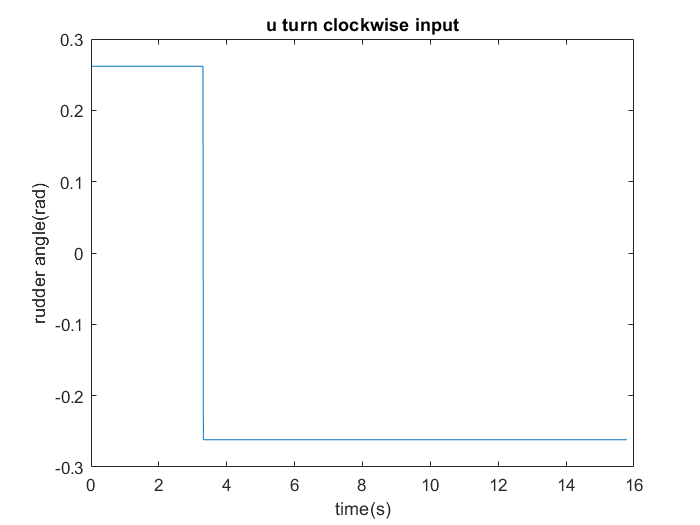 u turn clockwise input
0.3
0.2
0.1
0
-0.1
-0.2
-0.3
rudder angle(rad)
0 2 4 6 8 10 12 14 16
time(s)